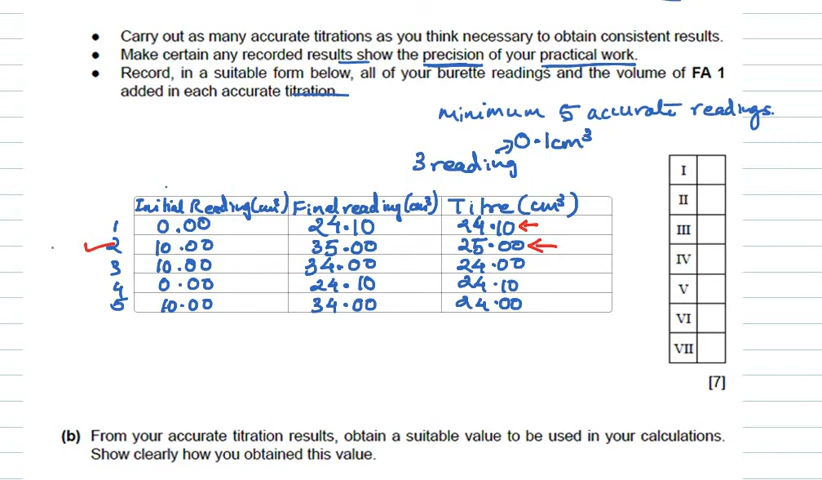 • Carry out as many accurate titrations as you think necessary to obtain consistent results.
• Make certain any recorded results show the precision of your practical work.
• Record, in a suitable form below, all of your burette readings and the volume of FA 1
added in each accurate titration.
minimum 5 accurate readings.
→0.1cm³
3 reading
Initial Reading(cm³) Final reading(cm³) Titre(cm³)
1 0.00 24.10 24.10 ←
✓ 2 10.00 35.00 25.00 ←
3 10.00 34.00 24.00
4 0.00 24.10 24.10
5 10.00 34.00 24.00
I
II
III
IV
V
VI
VII
[7]
(b) From your accurate titration results, obtain a suitable value to be used in your calculations.
Show clearly how you obtained this value.